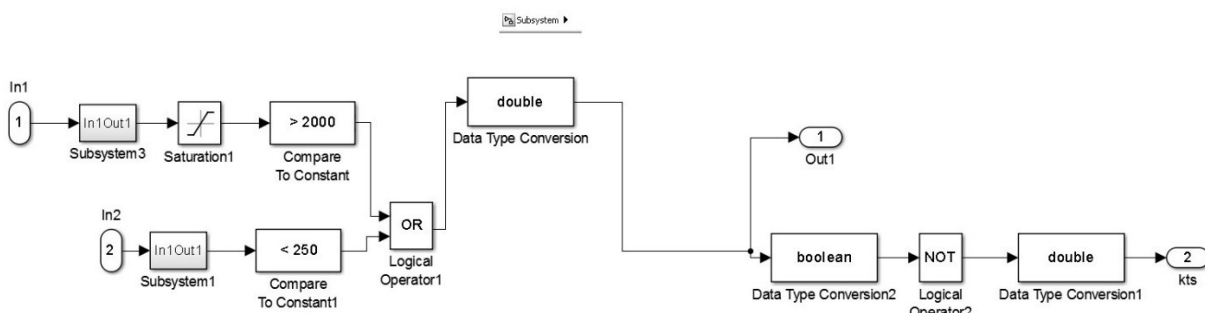 Subsystem
In1
1
In1Out1
Subsystem3
Saturation1
> 2000
Compare
To Constant
In2
2
In1Out1
Subsystem1
< 250
Compare
To Constant1
OR
Logical
Operator1
double
Data Type Conversion
1
Out1
boolean
Data Type Conversion2
NOT
Logical
Operator2
double
Data Type Conversion1
2
kts